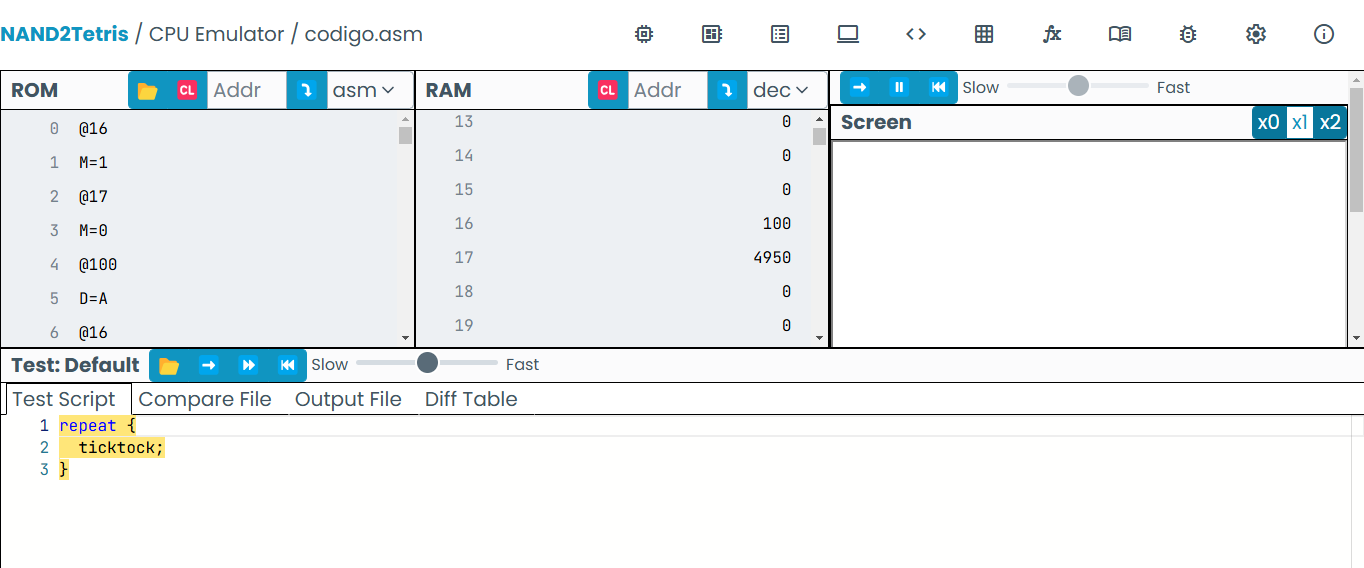 NAND2Tetris / CPU Emulator / codigo.asm
ROM CL Addr asm
0 @16
1 M=1
2 @17
3 M=0
4 @100
5 D=A
6 @16
RAM CL Addr dec
13 0
14 0
15 0
16 100
17 4950
18 0
19 0
Slow Fast
Screen x0 x1 x2
Test: Default Slow Fast
Test Script Compare File Output File Diff Table
1 repeat {
2 ticktock;
3 }